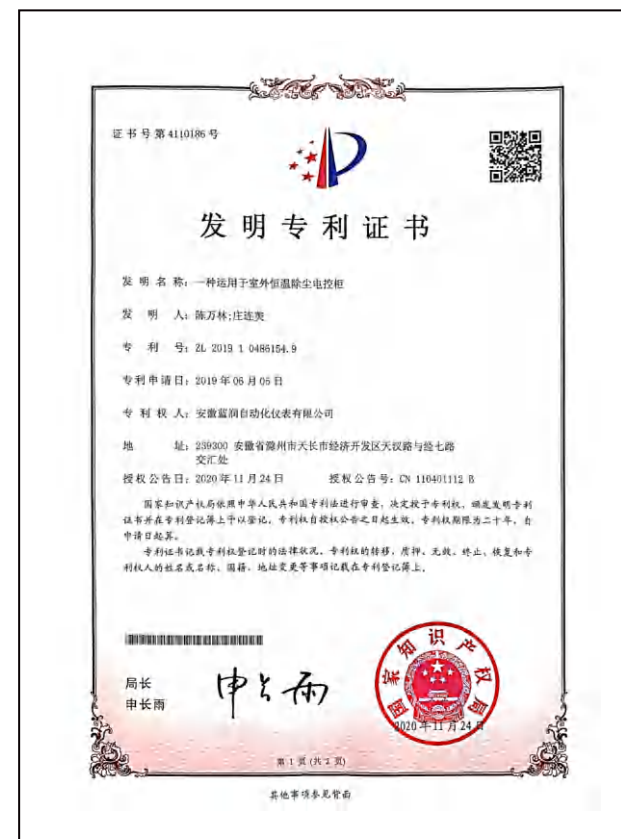 证书号第4110186号
发明专利证书
发明名称：一种运用于室外恒温除尘电控柜
发明人：陈万林;庄连奭
专利号：ZL 2019 1 0486154.9
专利申请日：2019年06月05日
专利权人：安徽蓝润自动化仪表有限公司
地址：239300 安徽省滁州市天长市经济开发区天汉路与经七路
交汇处
授权公告日：2020年11月24日 授权公告号：CN 110401112 B
国家知识产权局依照中华人民共和国专利法进行审查，决定授予专利权，颁发发明专利
证书并在专利登记簿上予以登记。专利权自授权公告之日起生效。专利权期限为二十年，自
申请日起算。
专利证书记载专利权登记时的法律状况。专利权的转移、质押、无效、终止、恢复和专
利权人的姓名或名称、国籍、地址变更等事项记载在专利登记簿上。
局长
申长雨
申长雨
国家知识产权局
2020年11月24日
第 1 页 (共 2 页)
其他事项参见背面